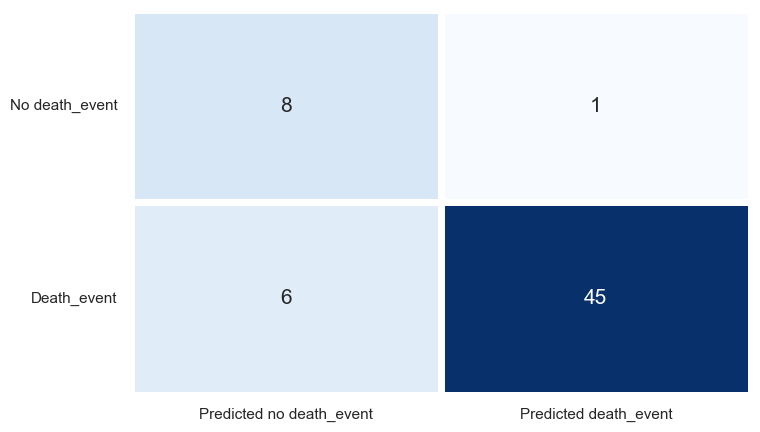 No death_event
8
1
Death_event
6
45
Predicted no death_event
Predicted death_event